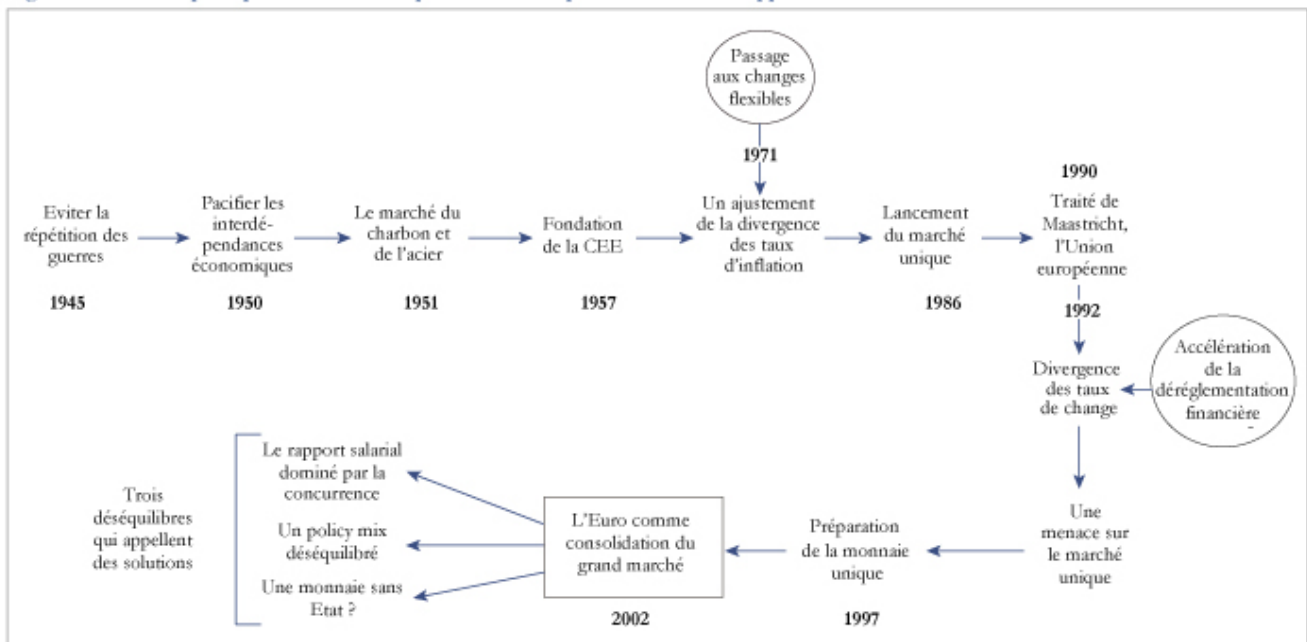 Passage
aux changes
flexibles
1971
1990
Eviter la
répétition des
guerres
1945
Pacifier les
interdé-
pendances
économiques
1950
Le marché du
charbon et
de l'acier
1951
Fondation
de la CEE
1957
Un ajustement
de la divergence
des taux
d'inflation
Lancement
du marché
unique
1986
Traité de
Maastricht,
l'Union
européenne
1992
Divergence
des taux
de change
Accélération
de la
déréglementation
financière
Une
menace sur
le marché
unique
Préparation
de la monnaie
unique
1997
L'Euro comme
consolidation du
grand marché
2002
Le rapport salarial
dominé par la
concurrence
Un policy mix
déséquilibré
Une monnaie sans
Etat ?
Trois
déséquilibres
qui appellent
des solutions